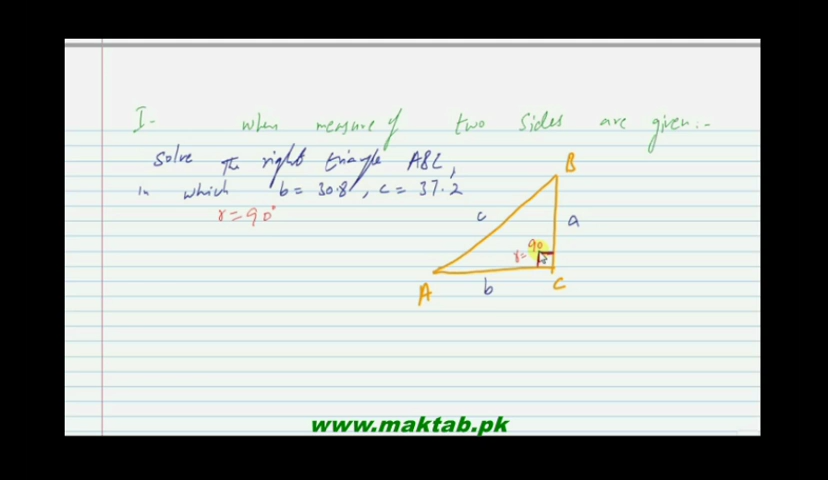 I- when measure of two sides are given:-
Solve The right triangle ABC,
in which b = 30.8, c = 37.2
γ = 90°
B
c
a
γ = 90
A
b
C
www.maktab.pk